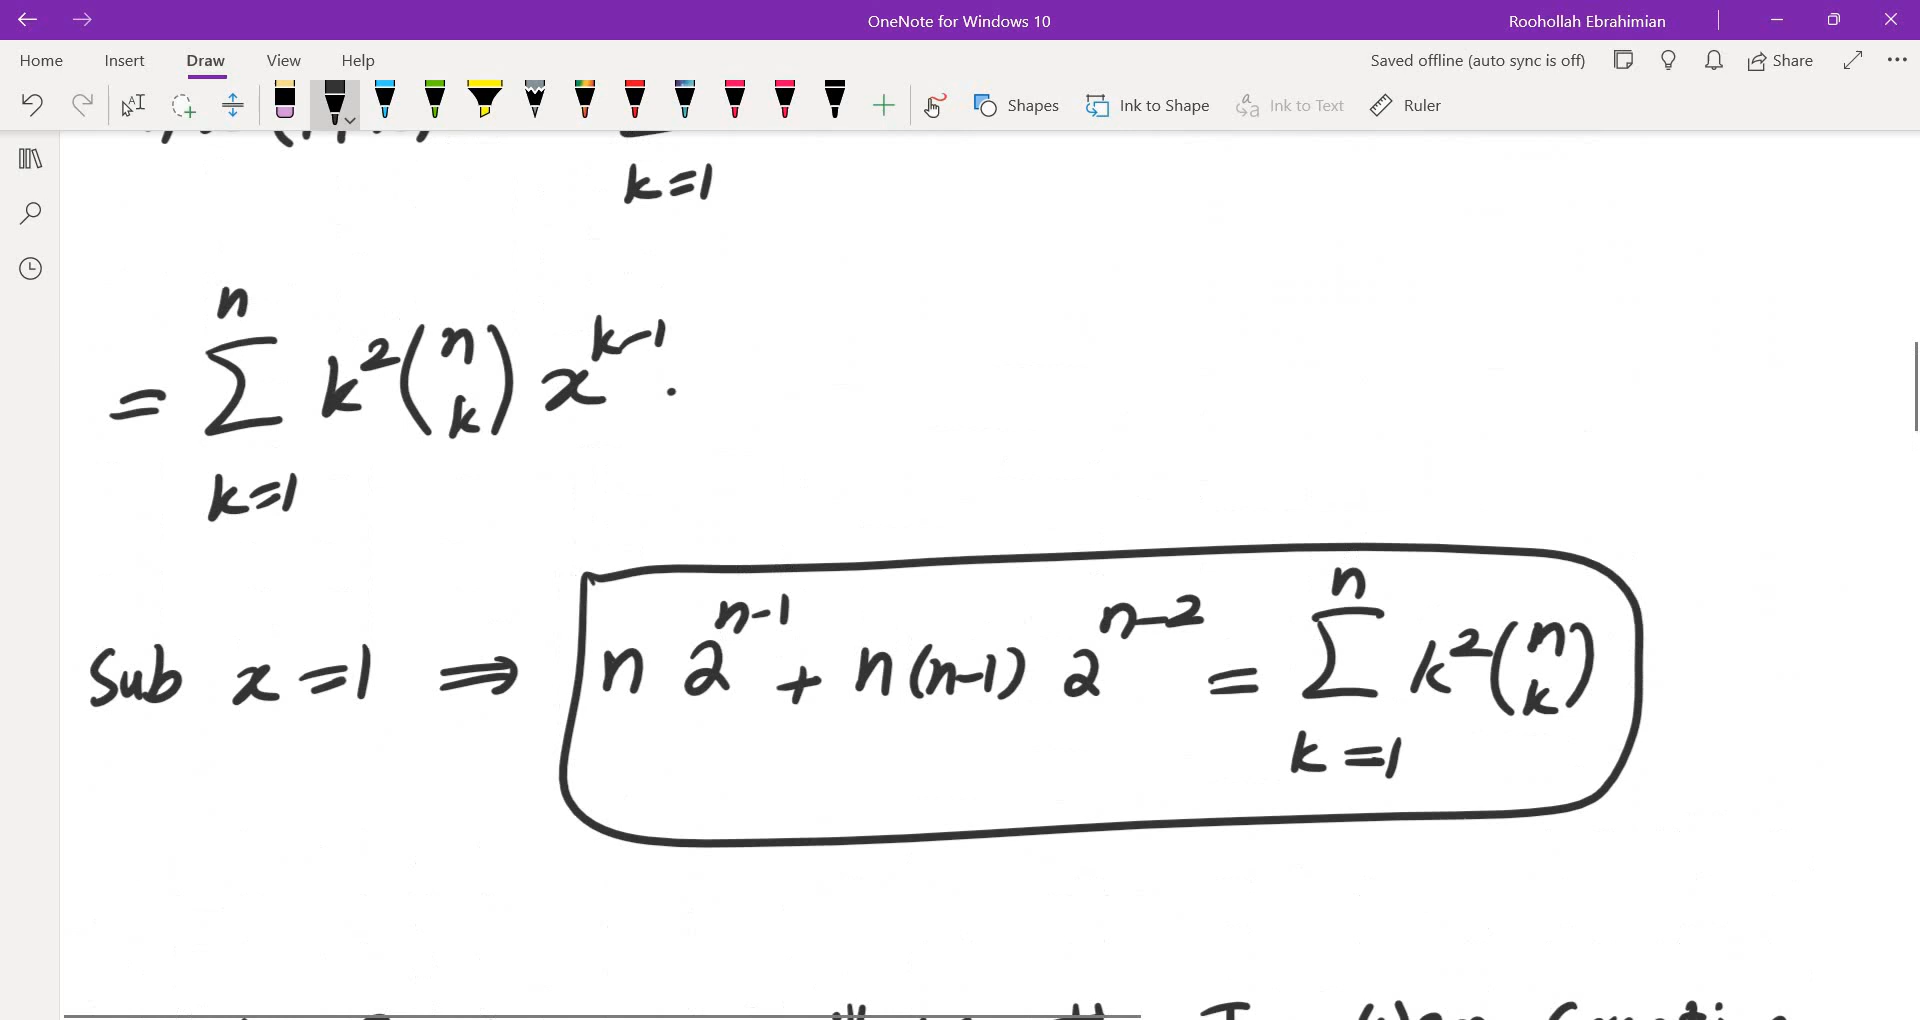 OneNote for Windows 10 Roohollah Ebrahimian
Home Insert Draw View Help Saved offline (auto sync is off) Share
Shapes Ink to Shape Ink to Text Ruler
k=1
= ∑_{k=1}^{n} k² (n k) x^{k-1} .
Sub x=1 ⟹ n 2^{n-1} + n(n-1) 2^{n-2} = ∑_{k=1}^{n} k² (n k)